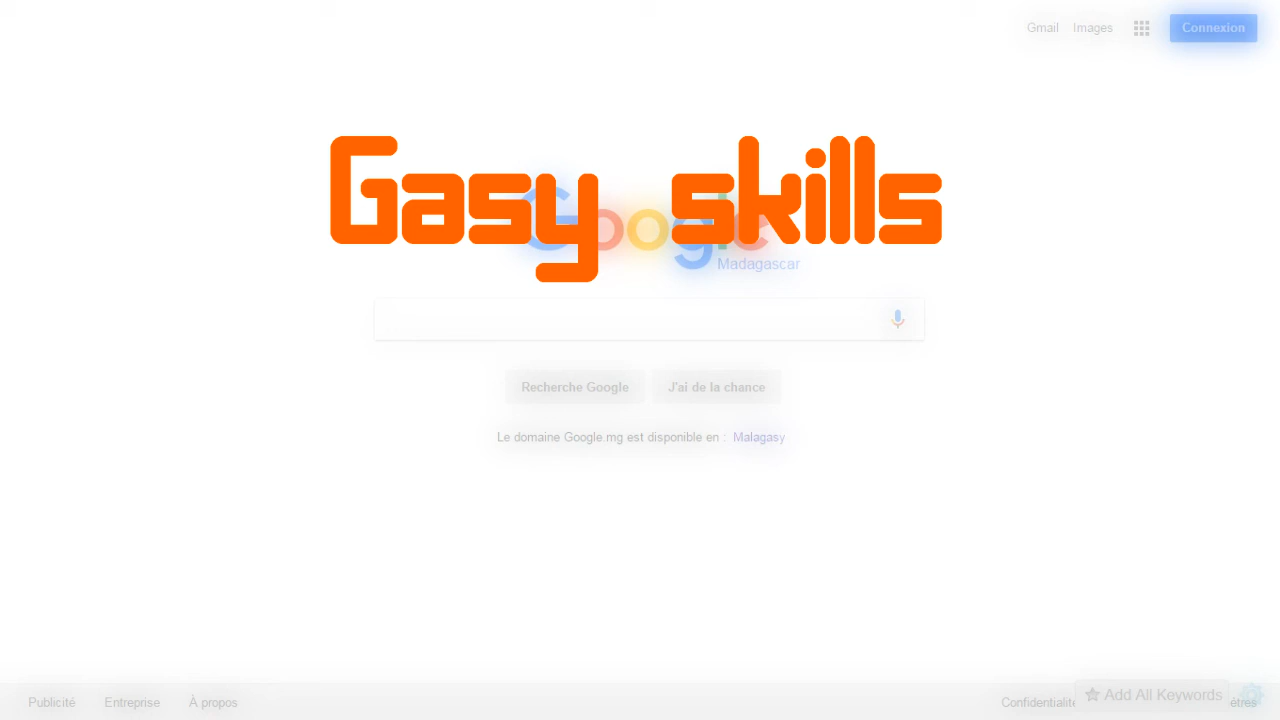 Gmail Images Connexion
Gasy skills
Google
Madagascar
Recherche Google J'ai de la chance
Le domaine Google.mg est disponible en : Malagasy
Publicité Entreprise À propos Confidentialité Add All Keywords